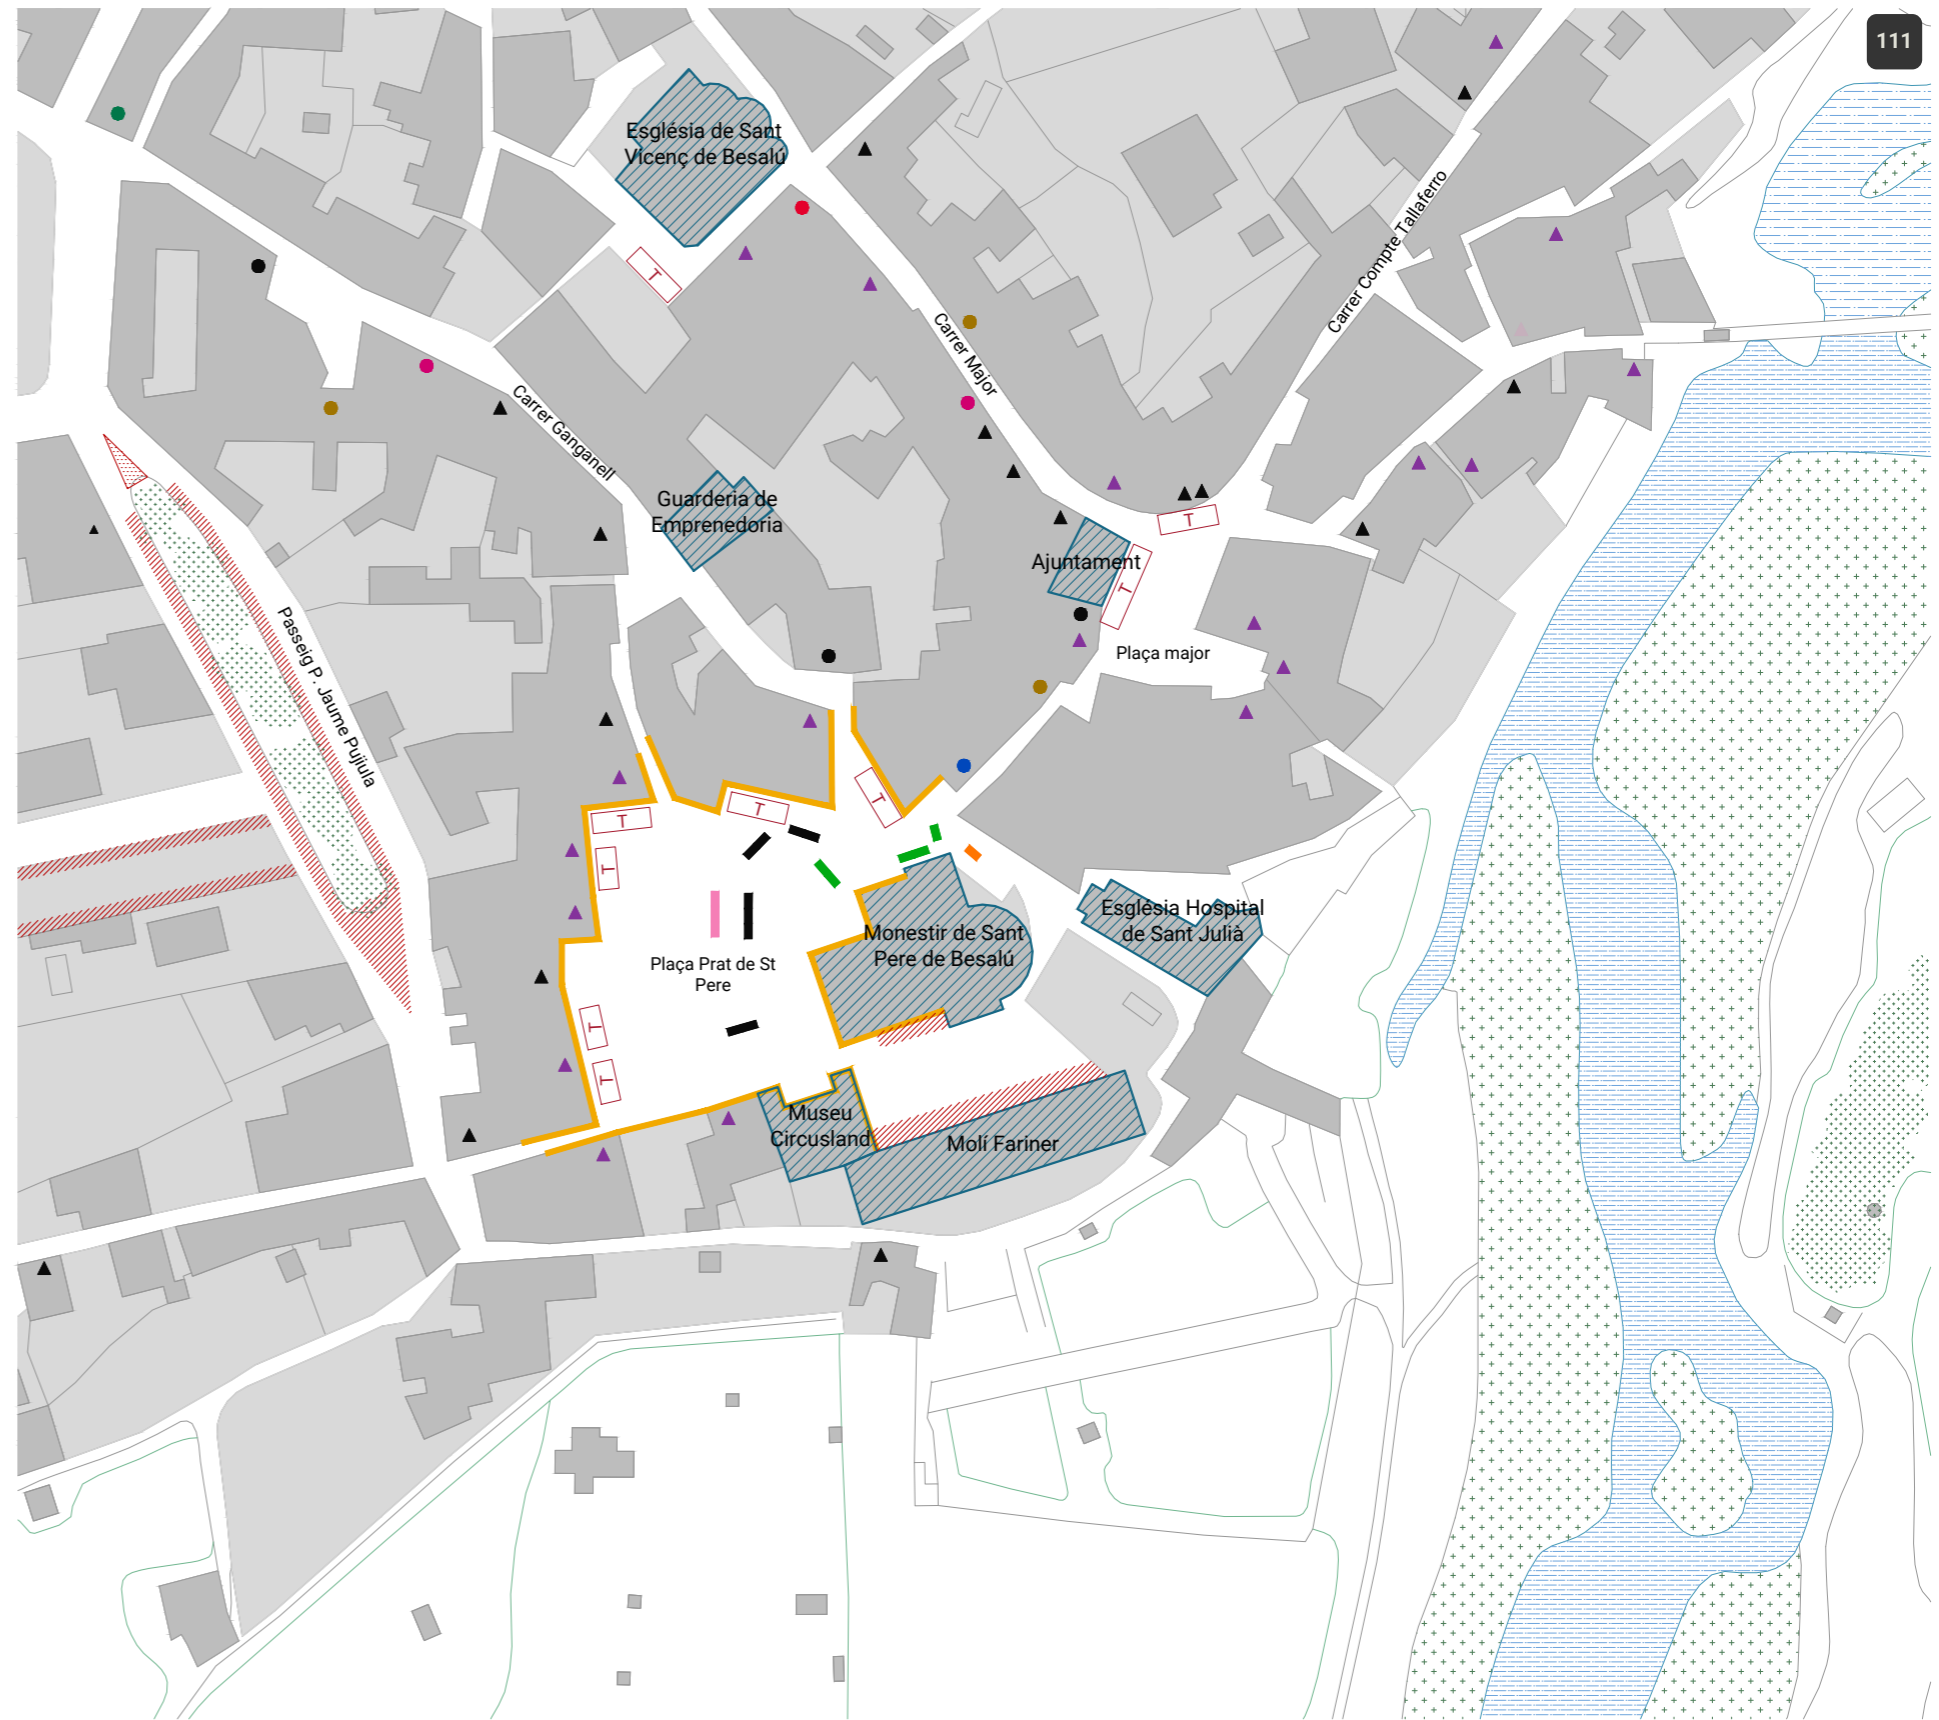 111
Església de Sant
Vicenç de Besalú
T
Carrer Compte Tallaferro
Carrer Major
Carrer Ganganell
Guarderia de
Emprenedoria
T
Ajuntament
T
Passeig P. Jaume Pujiula
Plaça major
T
T
T
T
Església Hospital
de Sant Julià
Monestir de Sant
Pere de Besalú
Plaça Prat de St
Pere
T
T
Museu
Circusland
Molí Fariner